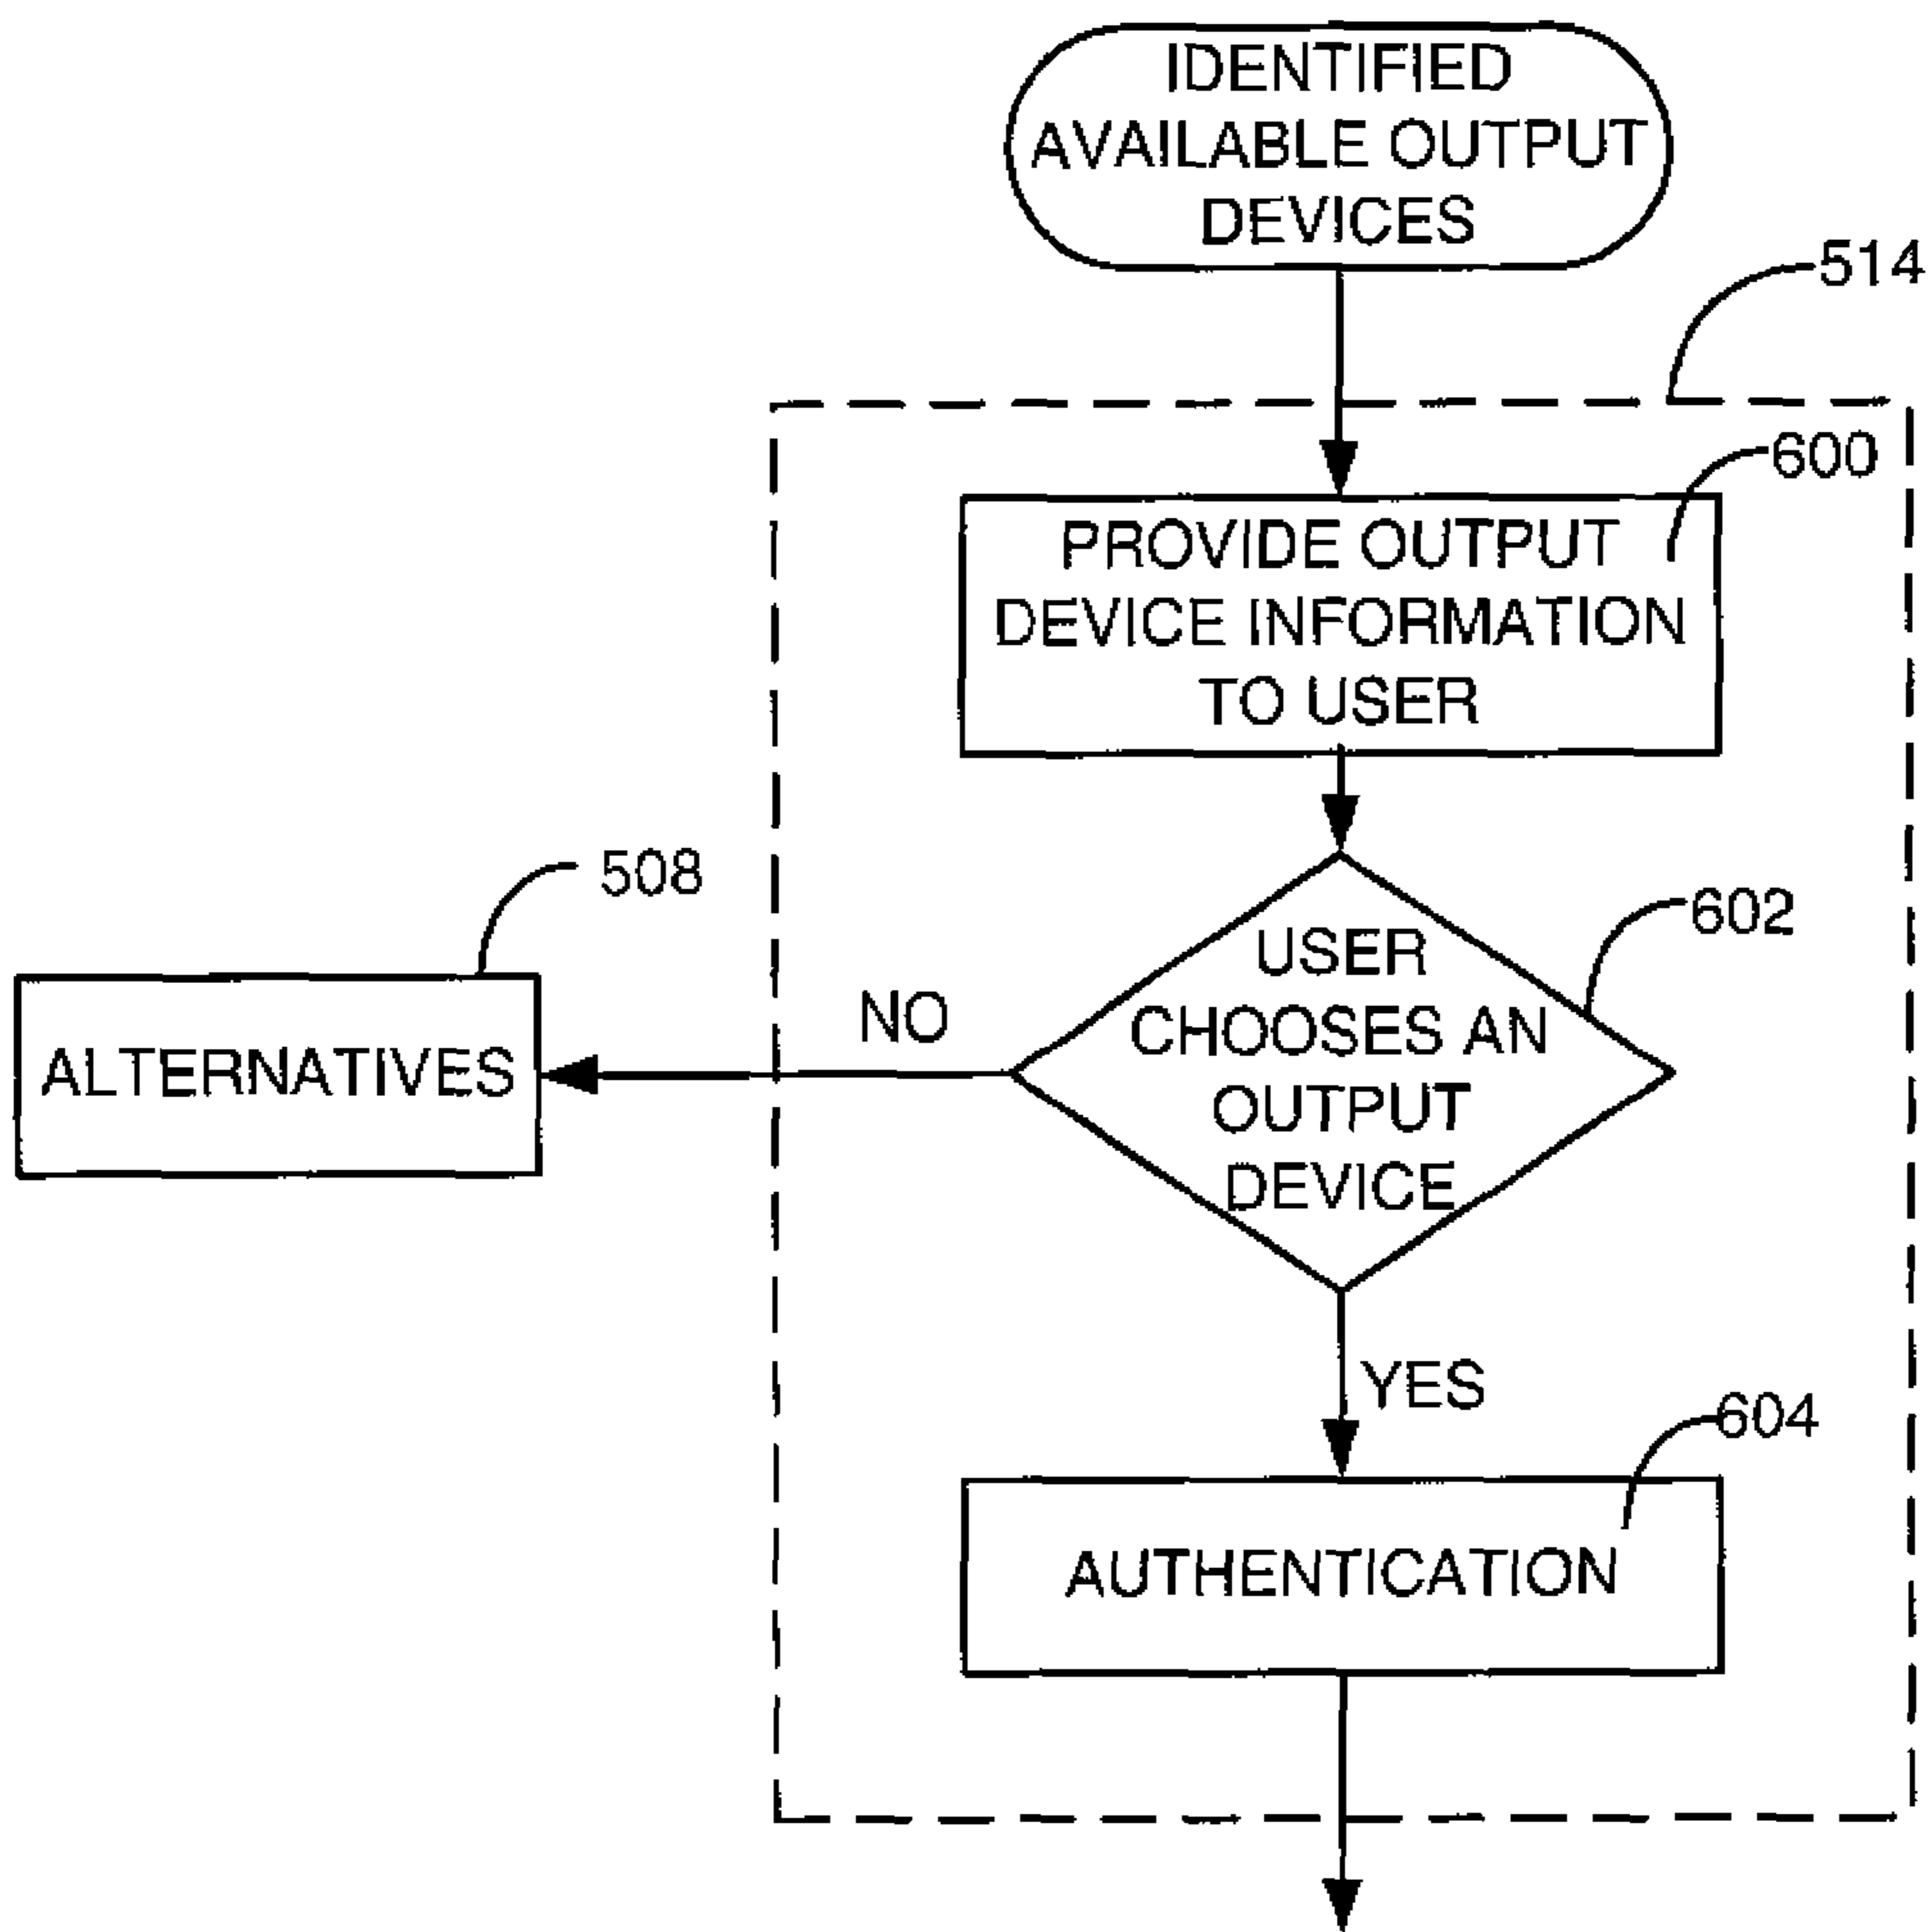 IDENTIFIED
AVAILABLE OUTPUT
DEVICES
514
600
PROVIDE OUTPUT
DEVICE INFORMATION
TO USER
508
602
USER
CHOOSES AN
OUTPUT
DEVICE
NO
ALTERNATIVES
YES
604
AUTHENTICATION